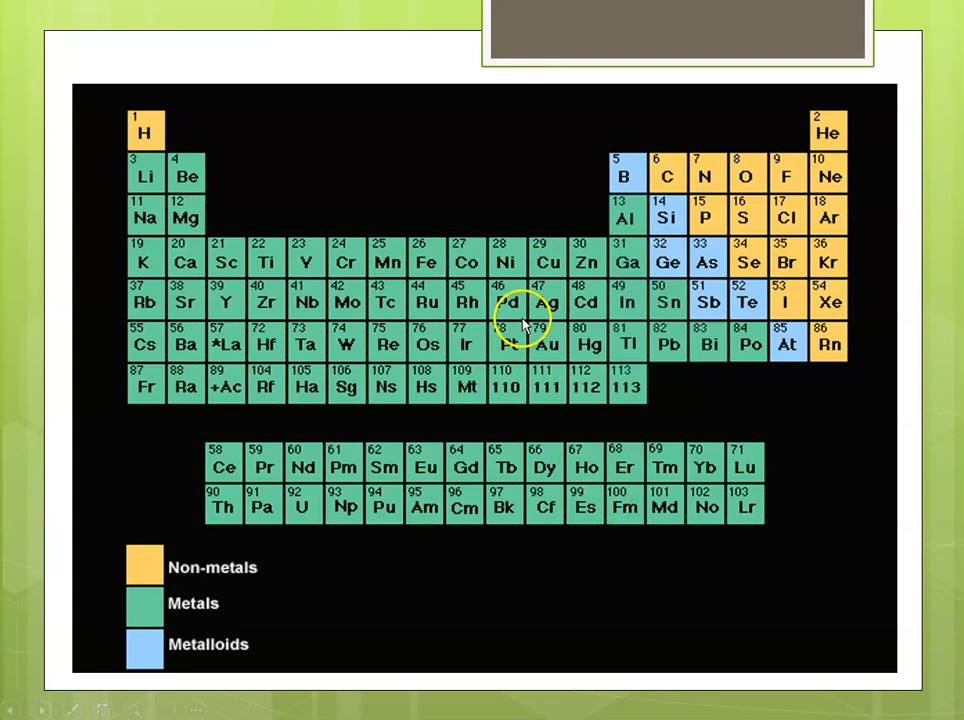 1 2
H He
3 4 5 6 7 8 9 10
Li Be B C N O F Ne
11 12 13 14 15 16 17 18
Na Mg Al Si P S Cl Ar
19 20 21 22 23 24 25 26 27 28 29 30 31 32 33 34 35 36
K Ca Sc Ti V Cr Mn Fe Co Ni Cu Zn Ga Ge As Se Br Kr
37 38 39 40 41 42 43 44 45 46 47 48 49 50 51 52 53 54
Rb Sr Y Zr Nb Mo Tc Ru Rh Pd Ag Cd In Sn Sb Te I Xe
55 56 57 72 73 74 75 76 77 78 79 80 81 82 83 84 85 86
Cs Ba *La Hf Ta W Re Os Ir Pt Au Hg Tl Pb Bi Po At Rn
87 88 89 104 105 106 107 108 109 110 111 112 113
Fr Ra +Ac Rf Ha Sg Ns Hs Mt 110 111 112 113
58 59 60 61 62 63 64 65 66 67 68 69 70 71
Ce Pr Nd Pm Sm Eu Gd Tb Dy Ho Er Tm Yb Lu
90 91 92 93 94 95 96 97 98 99 100 101 102 103
Th Pa U Np Pu Am Cm Bk Cf Es Fm Md No Lr
Non-metals
Metals
Metalloids